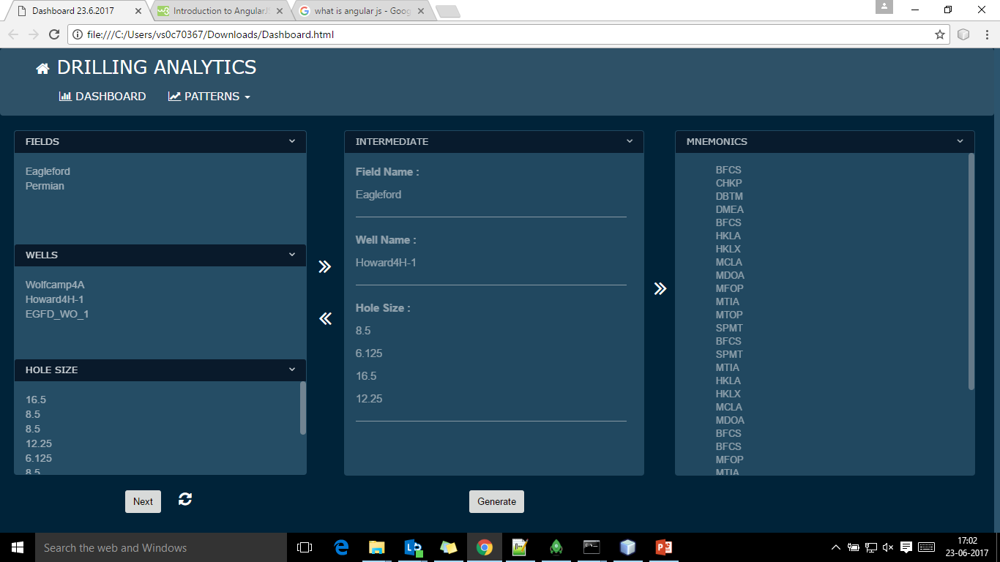 Dashboard 23.6.2017
Introduction to AngularJS
what is angular js - Goog
file:///C:/Users/vs0c70367/Downloads/Dashboard.html
DRILLING ANALYTICS
DASHBOARD
PATTERNS
FIELDS
Eagleford
Permian
WELLS
Wolfcamp4A
Howard4H-1
EGFD_WO_1
HOLE SIZE
16.5
8.5
8.5
12.25
6.125
8.5
Next
INTERMEDIATE
Field Name :
Eagleford
Well Name :
Howard4H-1
Hole Size :
8.5
6.125
16.5
12.25
Generate
MNEMONICS
BFCS
CHKP
DBTM
DMEA
BFCS
HKLA
HKLX
MCLA
MDOA
MFOP
MTIA
MTOP
SPMT
BFCS
SPMT
MTIA
HKLA
HKLX
MCLA
MDOA
BFCS
BFCS
MFOP
MTIA
Search the web and Windows
17:02
23-06-2017